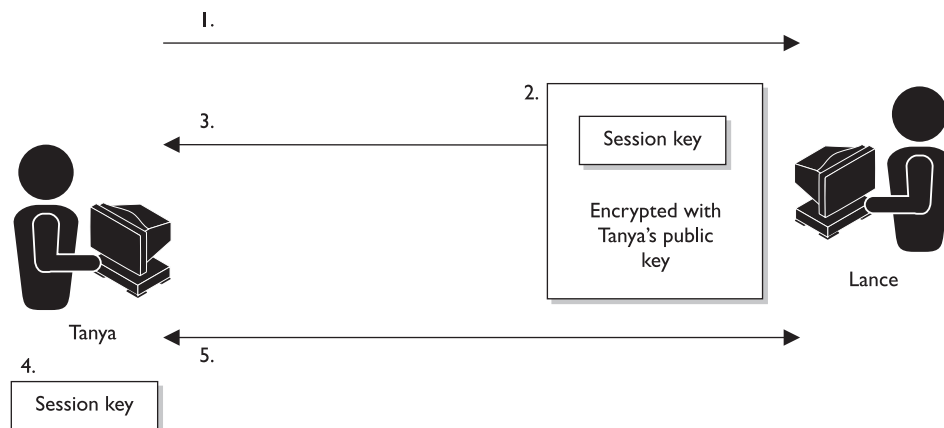 1.
2.
3.
Session key
Encrypted with
Tanya's public
key
Lance
Tanya
5.
4.
Session key